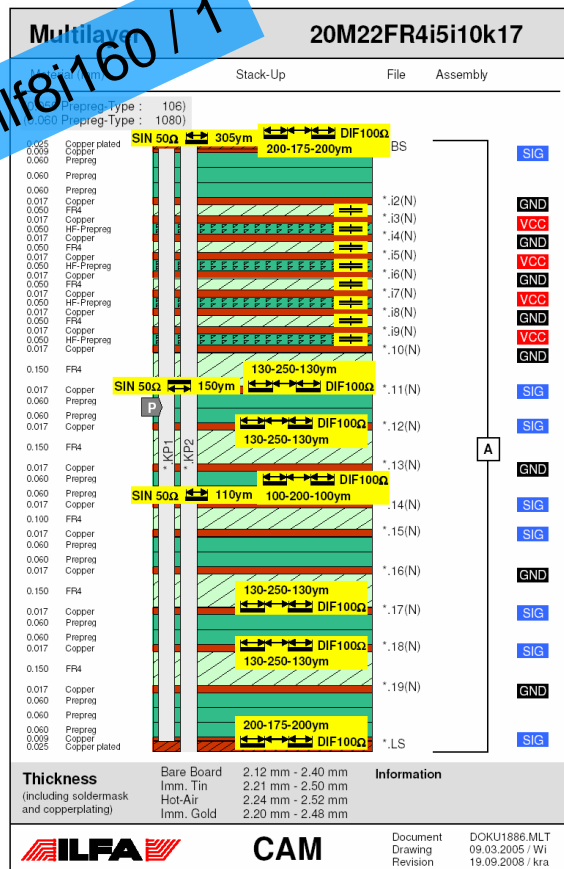 Multilayer 20M22FR4i5i10k17
ilf8i160 / 1
Stack-Up File Assembly
Prepreg-Type : 106)
(0.060 Prepreg-Type : 1080)
SIN 50Ω 305ym DIF100Ω
200-175-200ym
BS
0.025 Copper plated
0.009 Copper SIG
0.060 Prepreg
0.060 Prepreg
0.060 Prepreg
0.017 Copper *.i2(N) GND
0.050 FR4
0.017 Copper *.i3(N) VCC
0.050 HF-Prepreg
0.017 Copper *.i4(N) GND
0.050 FR4
0.017 Copper *.i5(N) VCC
0.050 HF-Prepreg
0.017 Copper *.i6(N) GND
0.050 FR4
0.017 Copper *.i7(N) VCC
0.050 HF-Prepreg
0.017 Copper *.i8(N) GND
0.050 FR4
0.017 Copper *.i9(N) VCC
0.050 HF-Prepreg
0.017 Copper *.10(N) GND
0.150 FR4 130-250-130ym
SIN 50Ω 150ym DIF100Ω
0.017 Copper *.11(N) SIG
0.060 Prepreg
P
0.060 Prepreg DIF100Ω
0.017 Copper *.12(N) SIG
130-250-130ym
0.150 FR4 *.KP1 *.KP2 A
0.017 Copper *.13(N) GND
0.060 Prepreg DIF100Ω
0.060 Prepreg SIN 50Ω 110ym 100-200-100ym
0.017 Copper .14(N) SIG
0.100 FR4
0.017 Copper *.15(N) SIG
0.060 Prepreg
0.060 Prepreg
0.017 Copper *.16(N) GND
0.150 FR4 130-250-130ym
DIF100Ω
0.017 Copper *.17(N) SIG
0.060 Prepreg
0.060 Prepreg DIF100Ω
0.017 Copper *.18(N) SIG
130-250-130ym
0.150 FR4
0.017 Copper *.19(N) GND
0.060 Prepreg
0.060 Prepreg
0.060 Prepreg 200-175-200ym
0.009 Copper DIF100Ω *.LS SIG
0.025 Copper plated
Thickness Bare Board 2.12 mm - 2.40 mm Information
(including soldermask Imm. Tin 2.21 mm - 2.50 mm
and copperplating) Hot-Air 2.24 mm - 2.52 mm
Imm. Gold 2.20 mm - 2.48 mm
ILFA CAM
Document DOKU1886.MLT
Drawing 09.03.2005 / Wi
Revision 19.09.2008 / kra